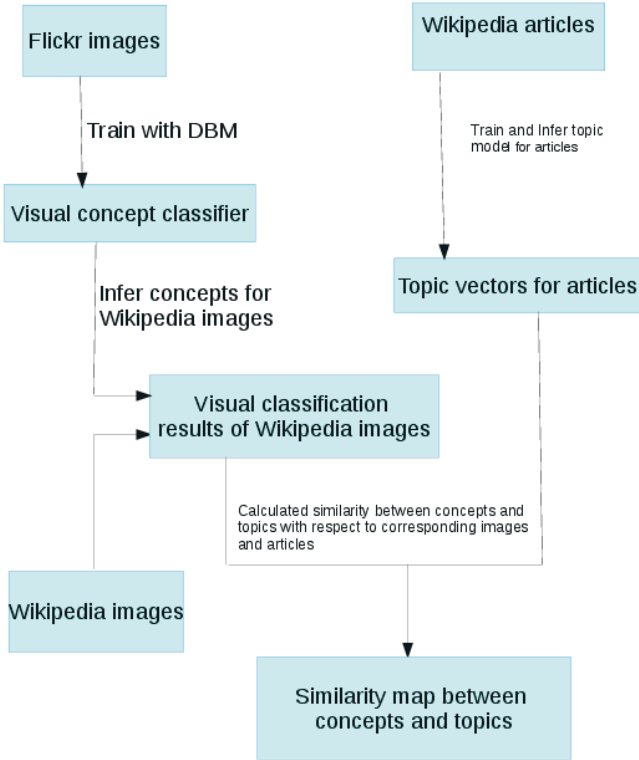 Flickr images
Wikipedia articles
Train with DBM
Train and Infer topic
model for articles
Visual concept classifier
Infer concepts for
Wikipedia images
Topic vectors for articles
Visual classification
results of Wikipedia images
Calculated similarity between concepts and
topics with respect to corresponding images
and articles
Wikipedia images
Similarity map between
concepts and topics